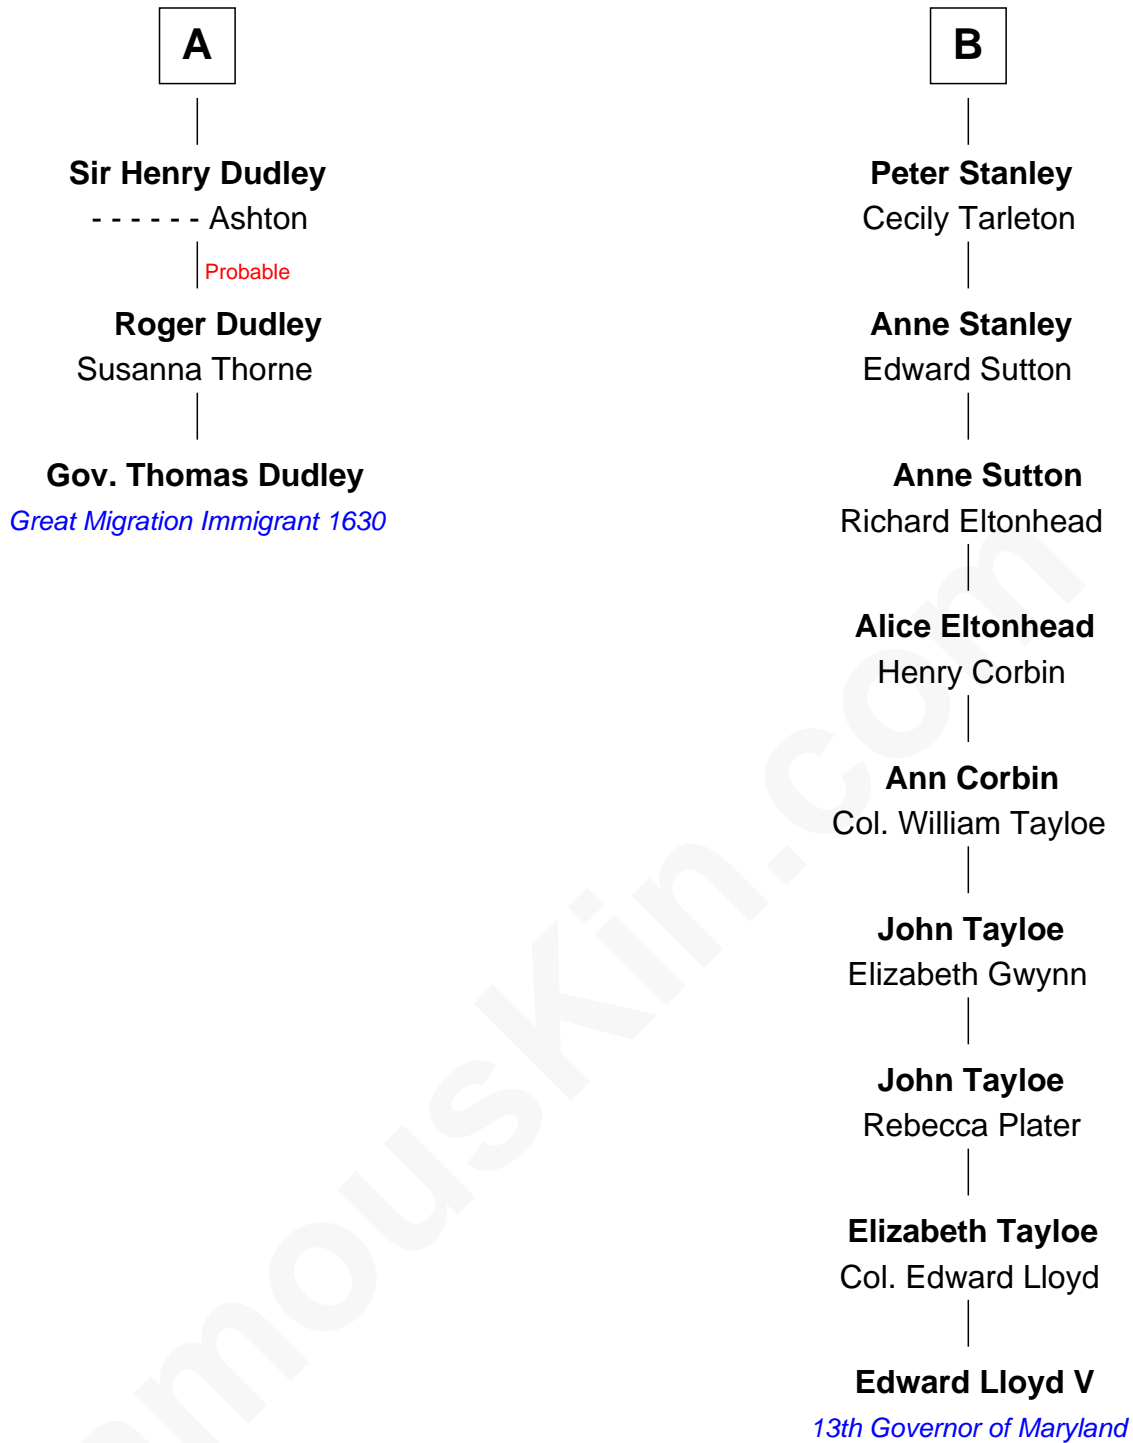 A
Sir Henry Dudley
- - - - - - Ashton
Probable
Roger Dudley
Susanna Thorne
Gov. Thomas Dudley
Great Migration Immigrant 1630
B
Peter Stanley
Cecily Tarleton
Anne Stanley
Edward Sutton
Anne Sutton
Richard Eltonhead
Alice Eltonhead
Henry Corbin
Ann Corbin
Col. William Tayloe
John Tayloe
Elizabeth Gwynn
John Tayloe
Rebecca Plater
Elizabeth Tayloe
Col. Edward Lloyd
Edward Lloyd V
13th Governor of Maryland
amouskin.com